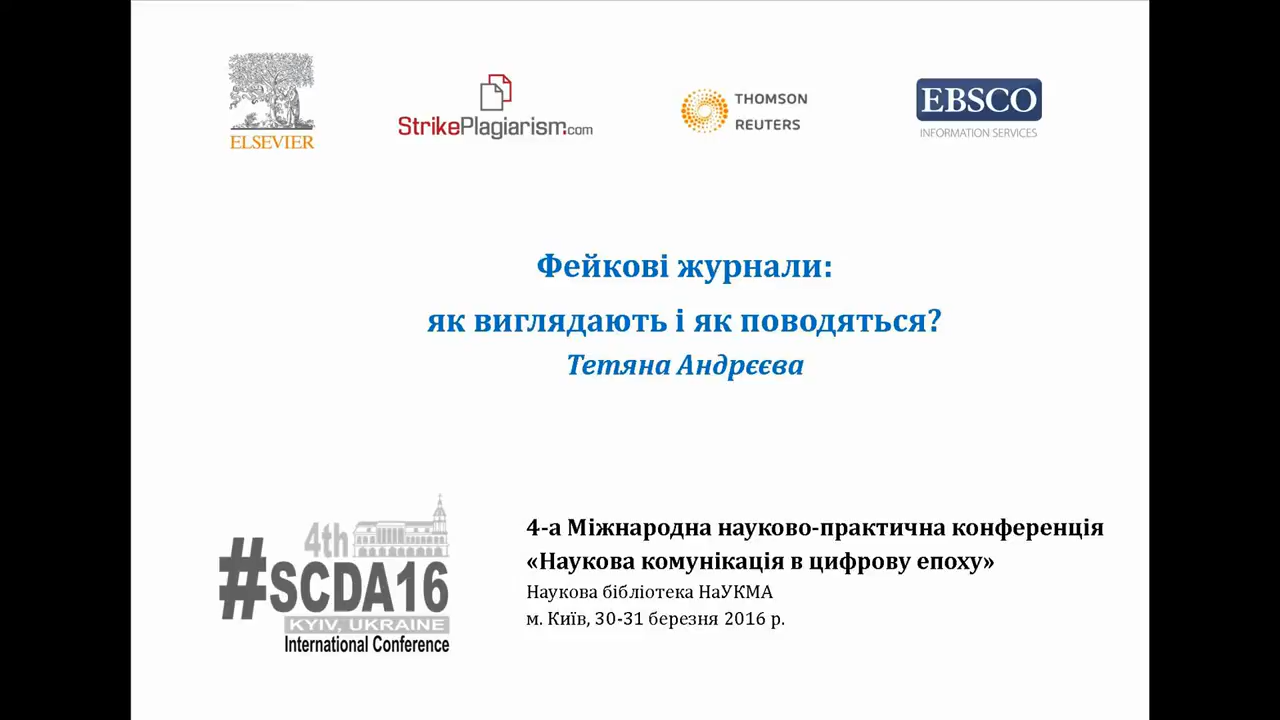 ELSEVIER
StrikePlagiarism.com
THOMSON
REUTERS
EBSCO
INFORMATION SERVICES
Фейкові журнали:
як виглядають і як поводяться?
Тетяна Андрєєва
4th
#SCDA16
KYIV, UKRAINE
International Conference
4-а Міжнародна науково-практична конференція
«Наукова комунікація в цифрову епоху»
Наукова бібліотека НаУКМА
м. Київ, 30-31 березня 2016 р.